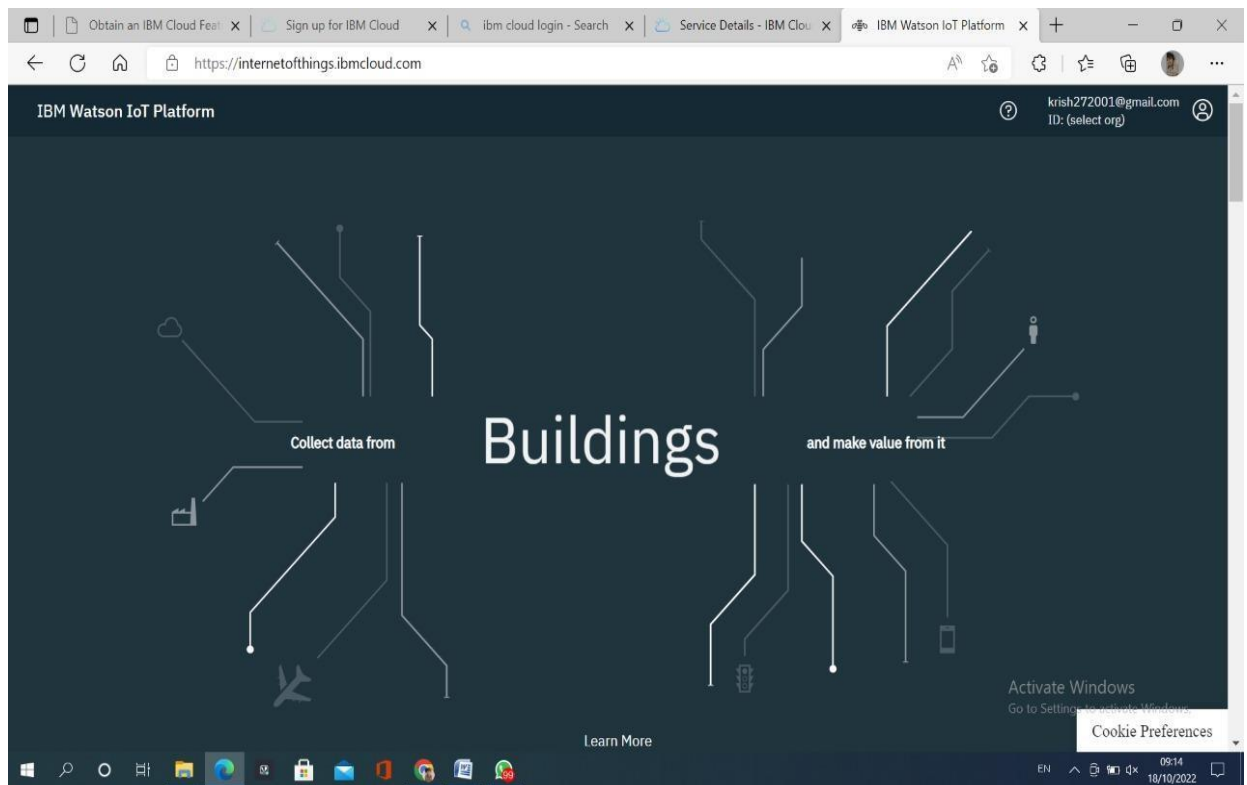 Obtain an IBM Cloud Feat
Sign up for IBM Cloud
ibm cloud login - Search
Service Details - IBM Clou
IBM Watson IoT Platform
https://internetofthings.ibmcloud.com
IBM Watson IoT Platform
krish272001@gmail.com
ID: (select org)
Collect data from
Buildings
and make value from it
Activate Windows
Go to Settings to activate Windows.
Cookie Preferences
Learn More
99
EN
09:14
18/10/2022